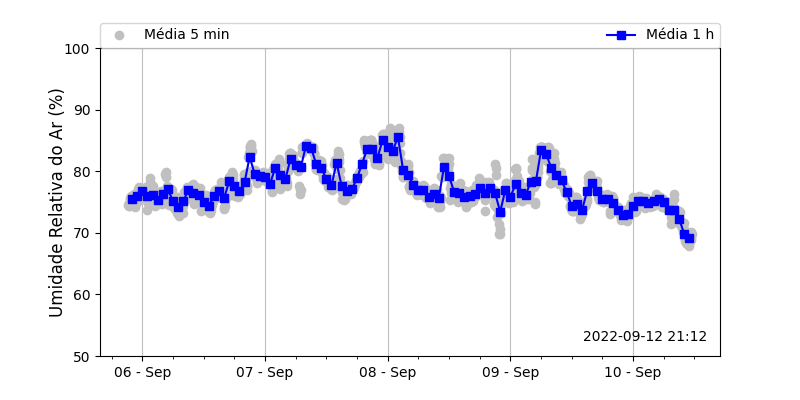 Média 5 min
Média 1 h
100
90
80
70
60
50
Umidade Relativa do Ar (%)
2022-09-12 21:12
06 - Sep
07 - Sep
08 - Sep
09 - Sep
10 - Sep